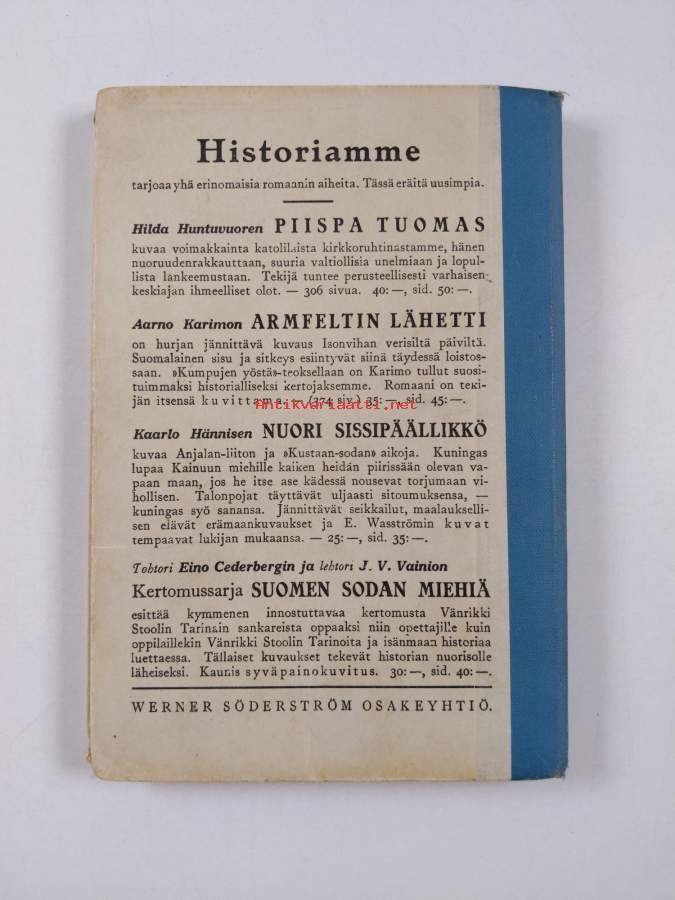 Historiamme
tarjoaa yhä erinomaisia romaanin aiheita. Tässä eräitä uusimpia.
Hilda Huntuvuoren PIISPA TUOMAS
kuvaa voimakkainta katolilaista kirkkoruhtinastamme, hänen
nuoruudenrakkauttaan, suuria valtiollisia unelmiaan ja lopul-
lista lankeemustaan. Tekijä tuntee perusteellisesti varhaisen
keskiajan ihmeelliset olot. — 306 sivua. 40: —, sid. 50: —.
Aarno Karimon ARMFELTIN LÄHETTI
on hurjan jännittävä kuvaus Isonvihan verisiltä päiviltä.
Suomalainen sisu ja sitkeys esiintyvät siinä täydessä loistos-
saan. »Kumpujen yöstä»-teoksellaan on Karimo tullut suosi-
tuimmaksi historialliseksi kertojaksemme. Romaani on teki-
jän itsensä kuvittama. — (374 siv.) 35: —, sid. 45: —.
Antikvariaatti.net
Kaarlo Hännisen NUORI SISSIPÄÄLLIKKÖ
kuvaa Anjalan-liiton ja »Kustaan-sodan» aikoja. Kuningas
lupaa Kainuun miehille kaiken heidän piirissään olevan va-
paan maan, jos he itse ase kädessä nousevat torjumaan vi-
hollisen. Talonpojat täyttävät uljaasti sitoumuksensa, —
kuningas syö sanansa. Jännittävät seikkailut, maalaukselli-
sen elävät erämaankuvaukset ja E. Wasströmin kuvat
tempaavat lukijan mukaansa. — 25: —, sid. 35: —.
Tohtori Eino Cederbergin ja lehtori J. V. Vainion
Kertomussarja SUOMEN SODAN MIEHIÄ
esittää kymmenen innostuttavaa kertomusta Vänrikki
Stoolin Tarinain sankareista oppaaksi niin opettajille kuin
oppilaillekin Vänrikki Stoolin Tarinoita ja isänmaan historiaa
luettaessa. Tällaiset kuvaukset tekevät historian nuorisolle
läheiseksi. Kaunis syväpainokuvitus. 30: —, sid. 40: —.
WERNER SÖDERSTRÖM OSAKEYHTIÖ.